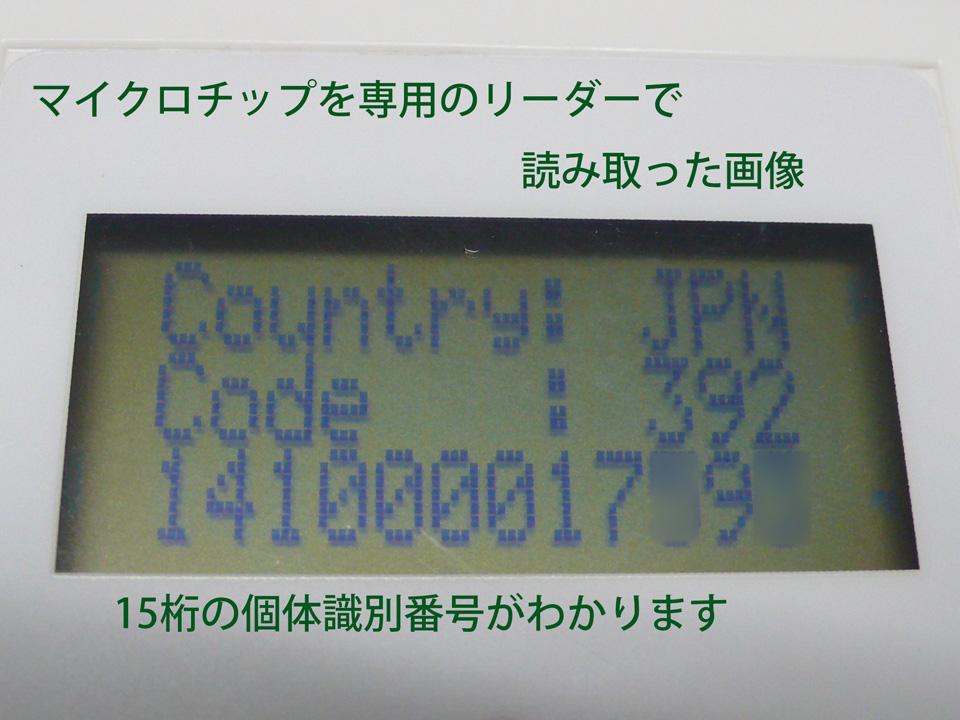 マイクロチップを専用のリーダーで
読み取った画像
Country: JPN
Code : 392
141000017 9
15桁の個体識別番号がわかります